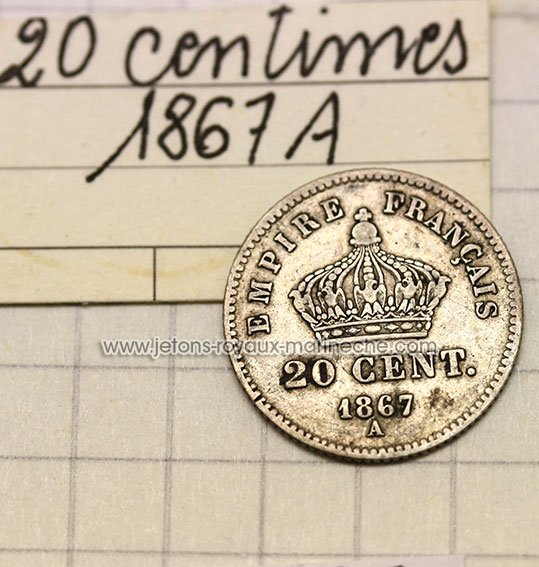 20 centimes
1867 A
EMPIRE FRANÇAIS
www.jetons-royaux-marineche.com
20 CENT.
1867
A